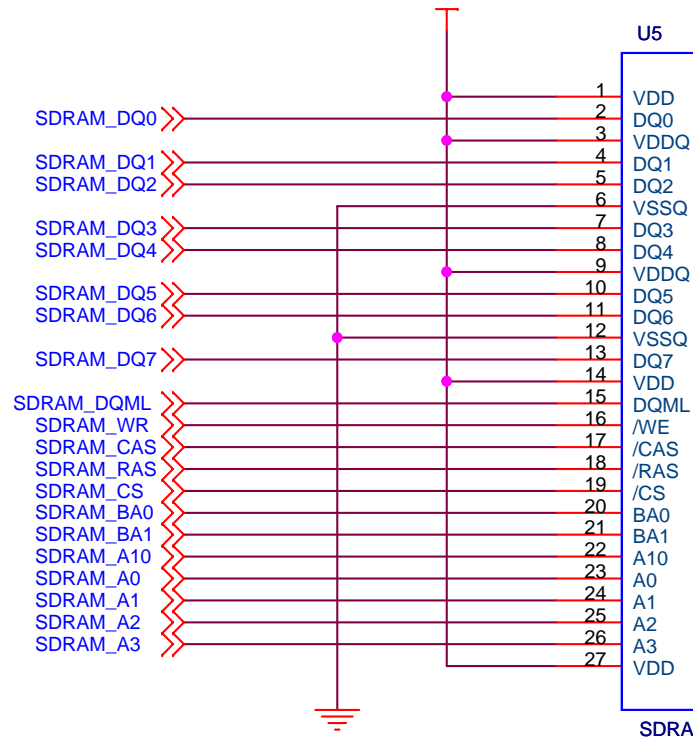 U5
1 VDD
SDRAM_DQ0 2 DQ0
3 VDDQ
SDRAM_DQ1 4 DQ1
SDRAM_DQ2 5 DQ2
6 VSSQ
SDRAM_DQ3 7 DQ3
SDRAM_DQ4 8 DQ4
9 VDDQ
SDRAM_DQ5 10 DQ5
SDRAM_DQ6 11 DQ6
12 VSSQ
SDRAM_DQ7 13 DQ7
14 VDD
SDRAM_DQML 15 DQML
SDRAM_WR 16 /WE
SDRAM_CAS 17 /CAS
SDRAM_RAS 18 /RAS
SDRAM_CS 19 /CS
SDRAM_BA0 20 BA0
SDRAM_BA1 21 BA1
SDRAM_A10 22 A10
SDRAM_A0 23 A0
SDRAM_A1 24 A1
SDRAM_A2 25 A2
SDRAM_A3 26 A3
27 VDD
SDRA